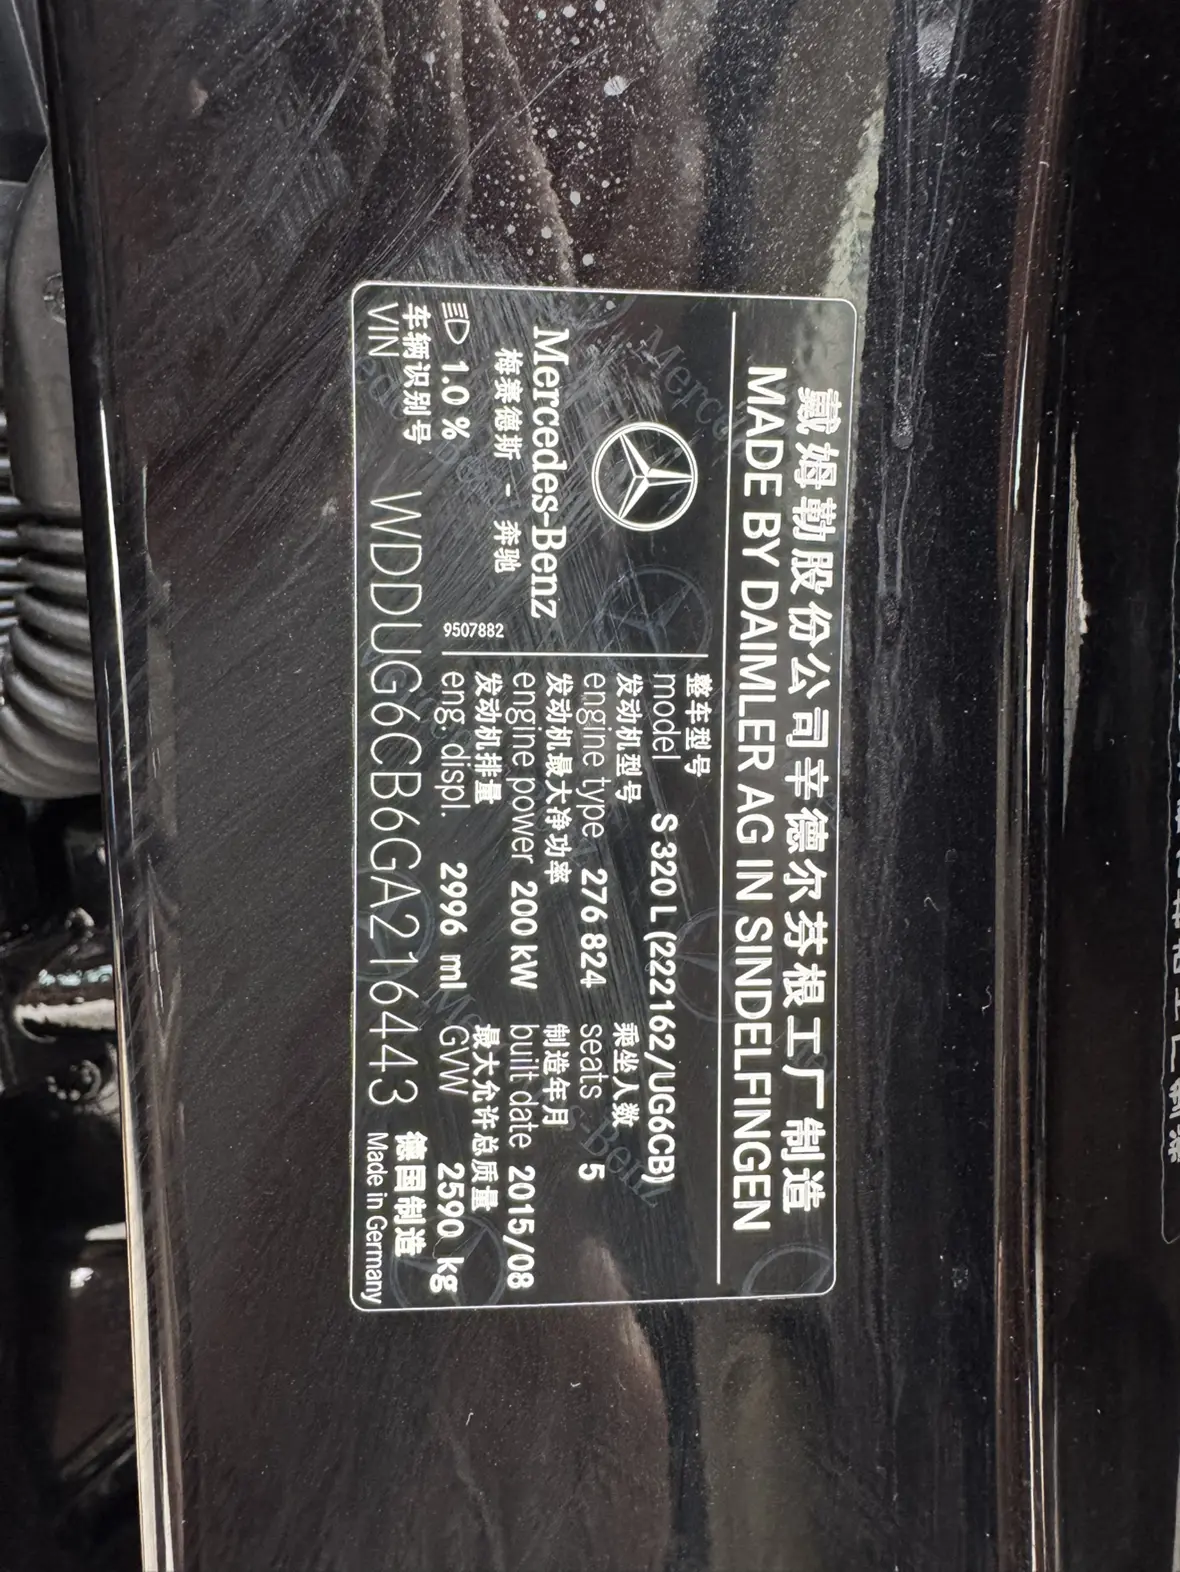 戴姆勒股份公司辛德尔芬根工厂制造
MADE BY DAIMLER AG IN SINDELFINGEN
Mercedes-Benz
梅赛德斯 - 奔驰
1.0 %
9507882
整车型号
model S 320 L (222162/UG6CB)
发动机型号 乘坐人数
engine type 276 824 seats 5
发动机最大净功率 制造年月
engine power 200 kW built date 2015/08
发动机排量 最大允许总质量
eng. displ. 2996 ml GVW 2590 kg
车辆识别号 德国制造
VIN WDDUG6CB6GA216443 Made in Germany